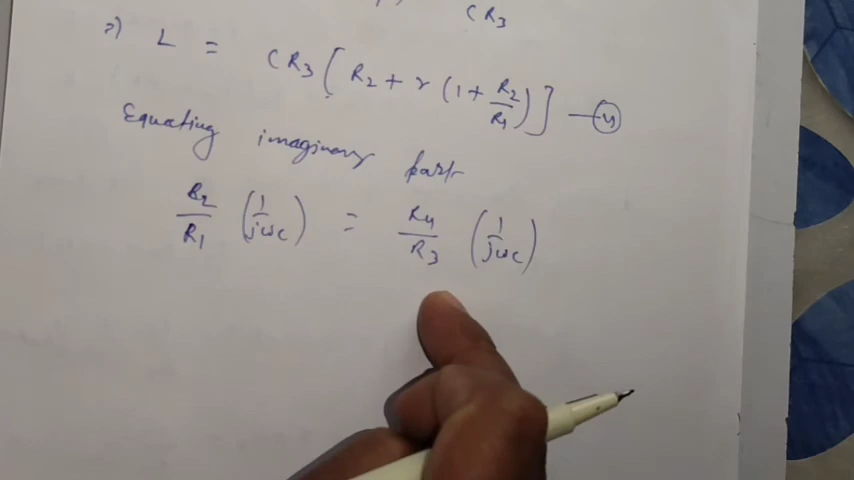 CR3
⇒ L = CR3 [ R2 + r ( 1 + R2/R1 ) ] — (4)
Equating imaginary part
R2/R1 ( 1/jωc ) = R4/R3 ( 1/jωc )